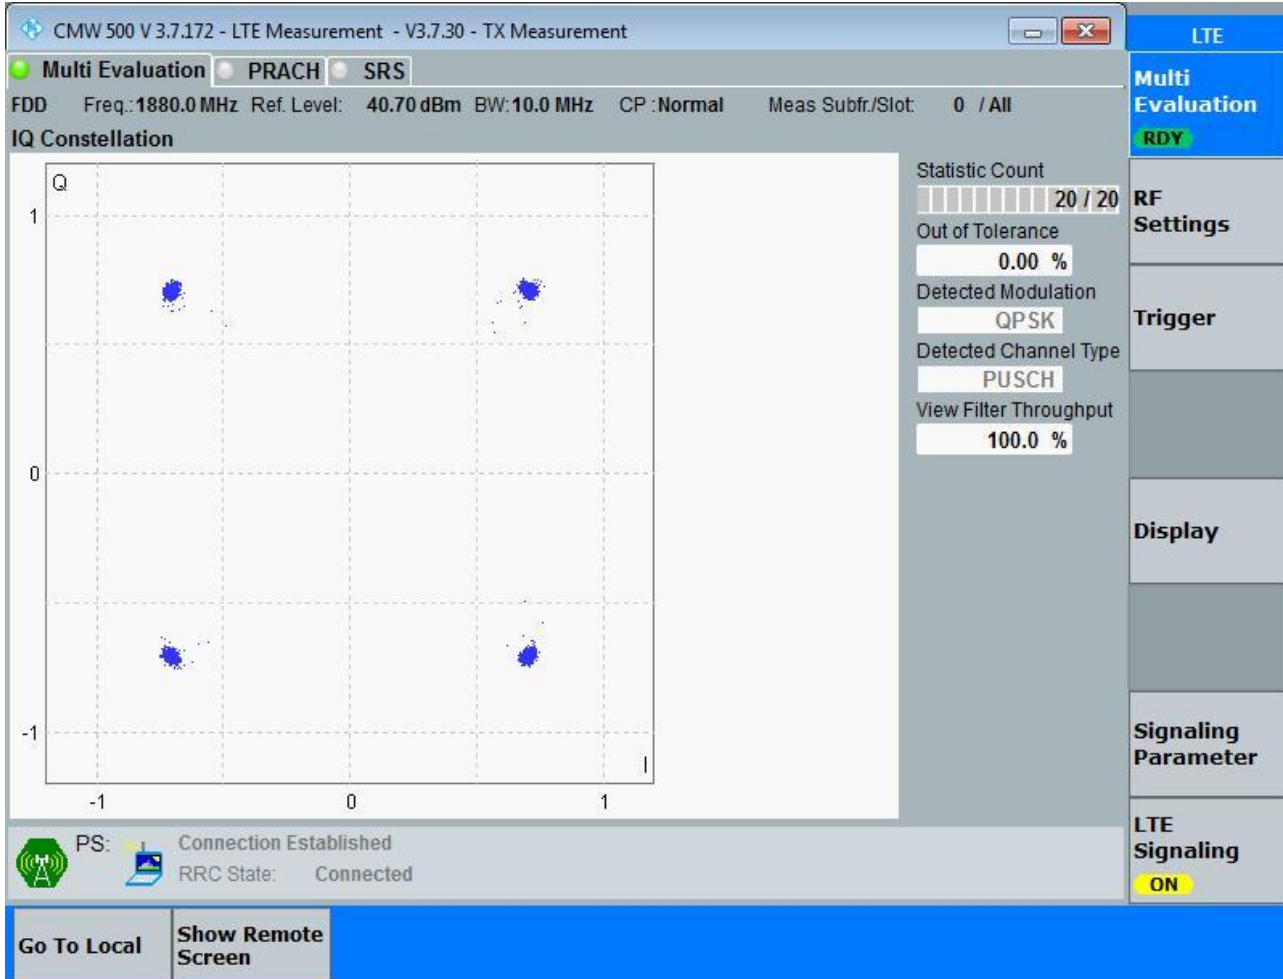 CMW 500 V 3.7.172 - LTE Measurement - V3.7.30 - TX Measurement
LTE
Multi Evaluation PRACH SRS
FDD Freq.:1880.0 MHz Ref. Level: 40.70 dBm BW:10.0 MHz CP :Normal Meas Subfr./Slot: 0 / All
IQ Constellation
Q
1
0
-1
I
-1 0 1
Statistic Count
20 / 20
Out of Tolerance
0.00 %
Detected Modulation
QPSK
Detected Channel Type
PUSCH
View Filter Throughput
100.0 %
Multi
Evaluation
RDY
RF
Settings
Trigger
Display
Signaling
Parameter
LTE
Signaling
ON
PS: Connection Established
RRC State: Connected
Go To Local
Show Remote
Screen